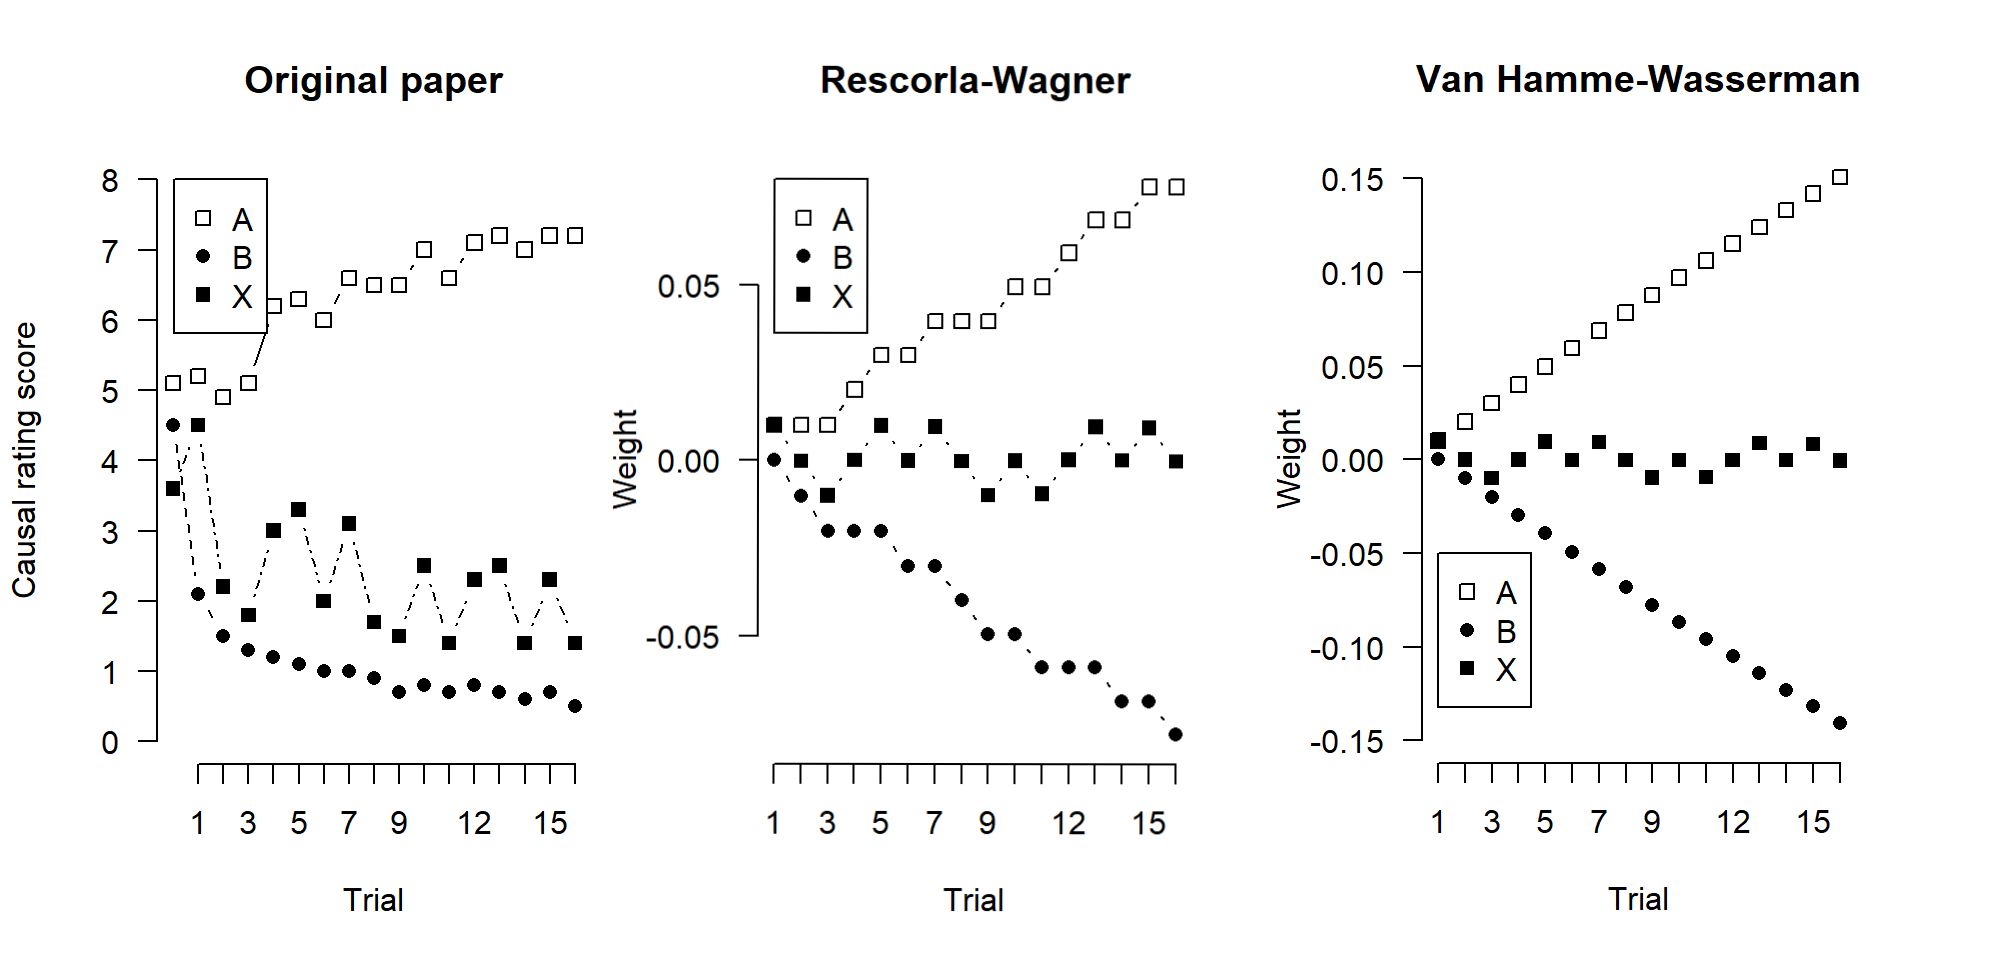 Original paper
Causal rating score
8
7
6
5
4
3
2
1
0
A
B
X
1 3 5 7 9 12 15
Trial
Rescorla-Wagner
Weight
0.05
0.00
-0.05
A
B
X
1 3 5 7 9 12 15
Trial
Van Hamme-Wasserman
Weight
0.15
0.10
0.05
0.00
-0.05
-0.10
-0.15
A
B
X
1 3 5 7 9 12 15
Trial